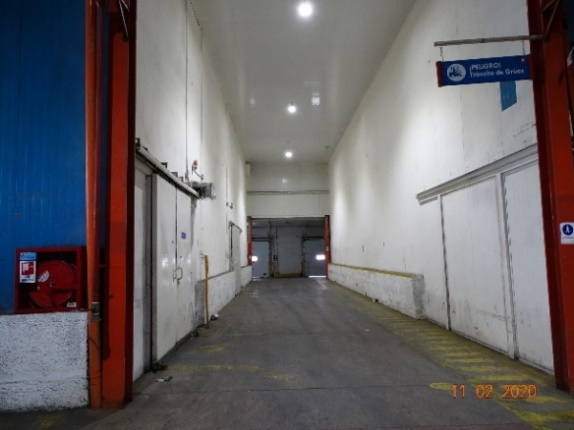 ¡PELIGRO!
Tránsito de Grúas
11 02 2020